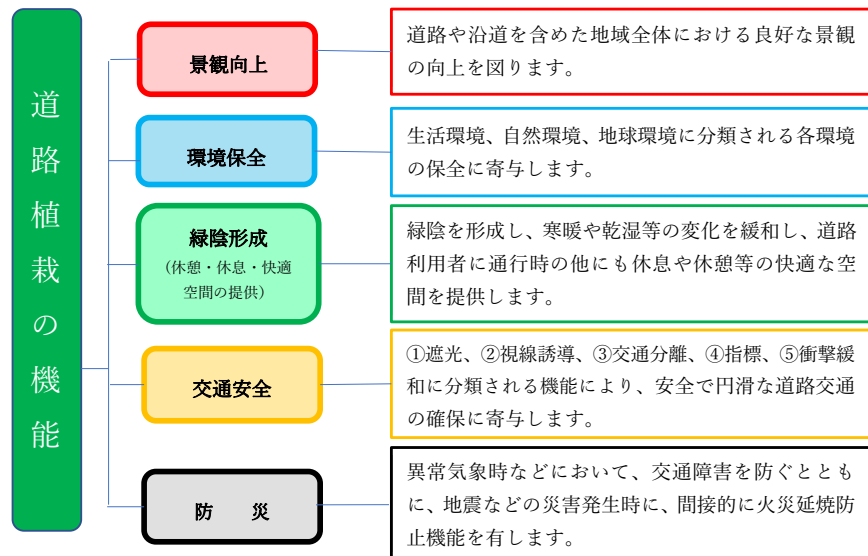 道路植栽の機能
景観向上
道路や沿道を含めた地域全体における良好な景観
の向上を図ります。
環境保全
生活環境、自然環境、地球環境に分類される各環境
の保全に寄与します。
緑陰形成
(休憩・休息・快適
空間の提供)
緑陰を形成し、寒暖や乾湿等の変化を緩和し、道路
利用者に通行時の他にも休息や休憩等の快適な空
間を提供します。
交通安全
①遮光、②視線誘導、③交通分離、④指標、⑤衝撃緩
和に分類される機能により、安全で円滑な道路交通
の確保に寄与します。
防　災
異常気象時などにおいて、交通障害を防ぐととも
に、地震などの災害発生時に、間接的に火災延焼防
止機能を有します。